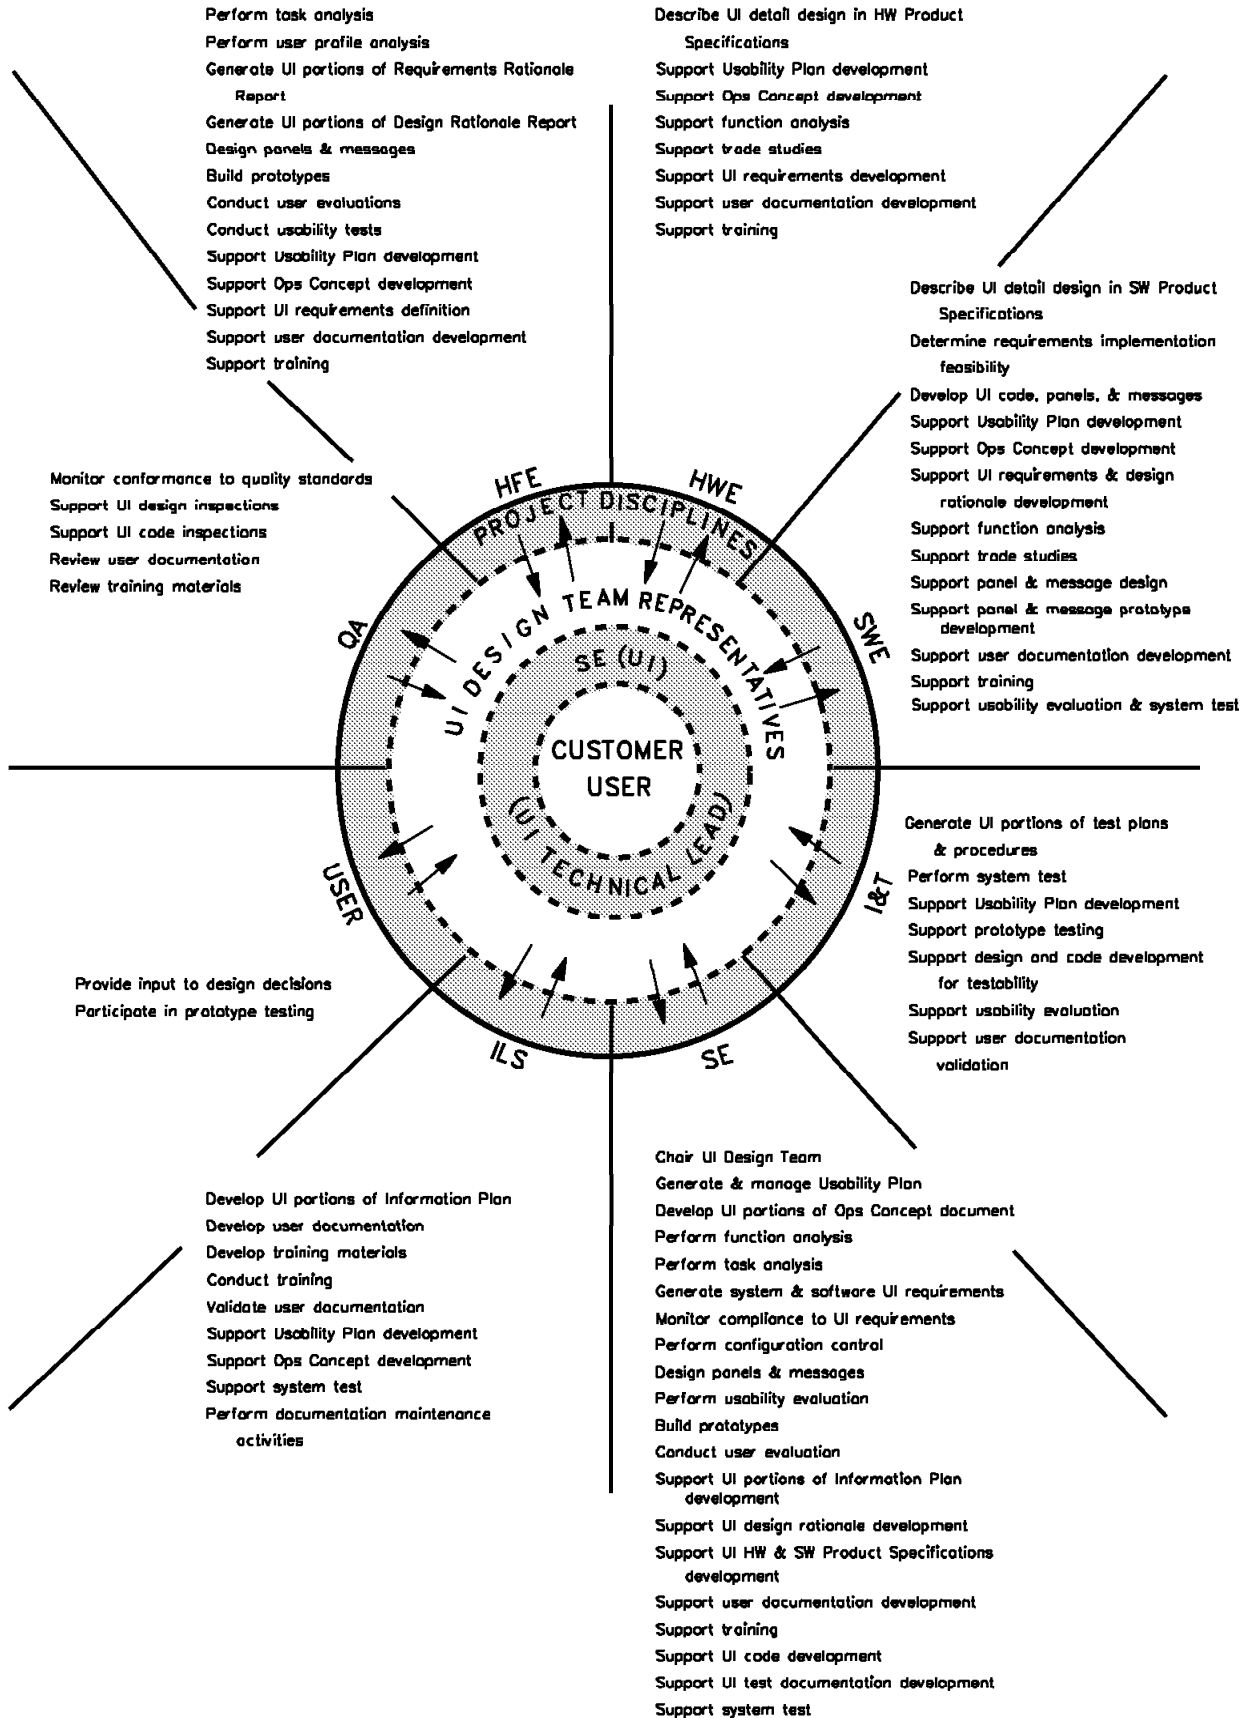 Perform task analysis
Perform user profile analysis
Generate UI portions of Requirements Rationale
Report
Generate UI portions of Design Rationale Report
Design panels & messages
Build prototypes
Conduct user evaluations
Conduct usability tests
Support Usability Plan development
Support Ops Concept development
Support UI requirements definition
Support user documentation development
Support training
Describe UI detail design in HW Product
Specifications
Support Usability Plan development
Support Ops Concept development
Support function analysis
Support trade studies
Support UI requirements development
Support user documentation development
Support training
Describe UI detail design in SW Product
Specifications
Determine requirements implementation
feasibility
Develop UI code, panels, & messages
Support Usability Plan development
Support Ops Concept development
Support UI requirements & design
rationale development
Support function analysis
Support trade studies
Support panel & message design
Support panel & message prototype
development
Support user documentation development
Support training
Support usability evaluation & system test
Monitor conformance to quality standards
Support UI design inspections
Support UI code inspections
Review user documentation
Review training materials
HFE
HWE
PROJECT DISCIPLINES
QA
SWE
UI DESIGN TEAM REPRESENTATIVES
SE (UI)
CUSTOMER
USER
(UI TECHNICAL LEAD)
USER
I&T
ILS
SE
Generate UI portions of test plans
& procedures
Perform system test
Support Usability Plan development
Support prototype testing
Support design and code development
for testability
Support usability evaluation
Support user documentation
validation
Provide input to design decisions
Participate in prototype testing
Develop UI portions of Information Plan
Develop user documentation
Develop training materials
Conduct training
Validate user documentation
Support Usability Plan development
Support Ops Concept development
Support system test
Perform documentation maintenance
activities
Chair UI Design Team
Generate & manage Usability Plan
Develop UI portions of Ops Concept document
Perform function analysis
Perform task analysis
Generate system & software UI requirements
Monitor compliance to UI requirements
Perform configuration control
Design panels & messages
Perform usability evaluation
Build prototypes
Conduct user evaluation
Support UI portions of Information Plan
development
Support UI design rationale development
Support UI HW & SW Product Specifications
development
Support user documentation development
Support training
Support UI code development
Support UI test documentation development
Support system test